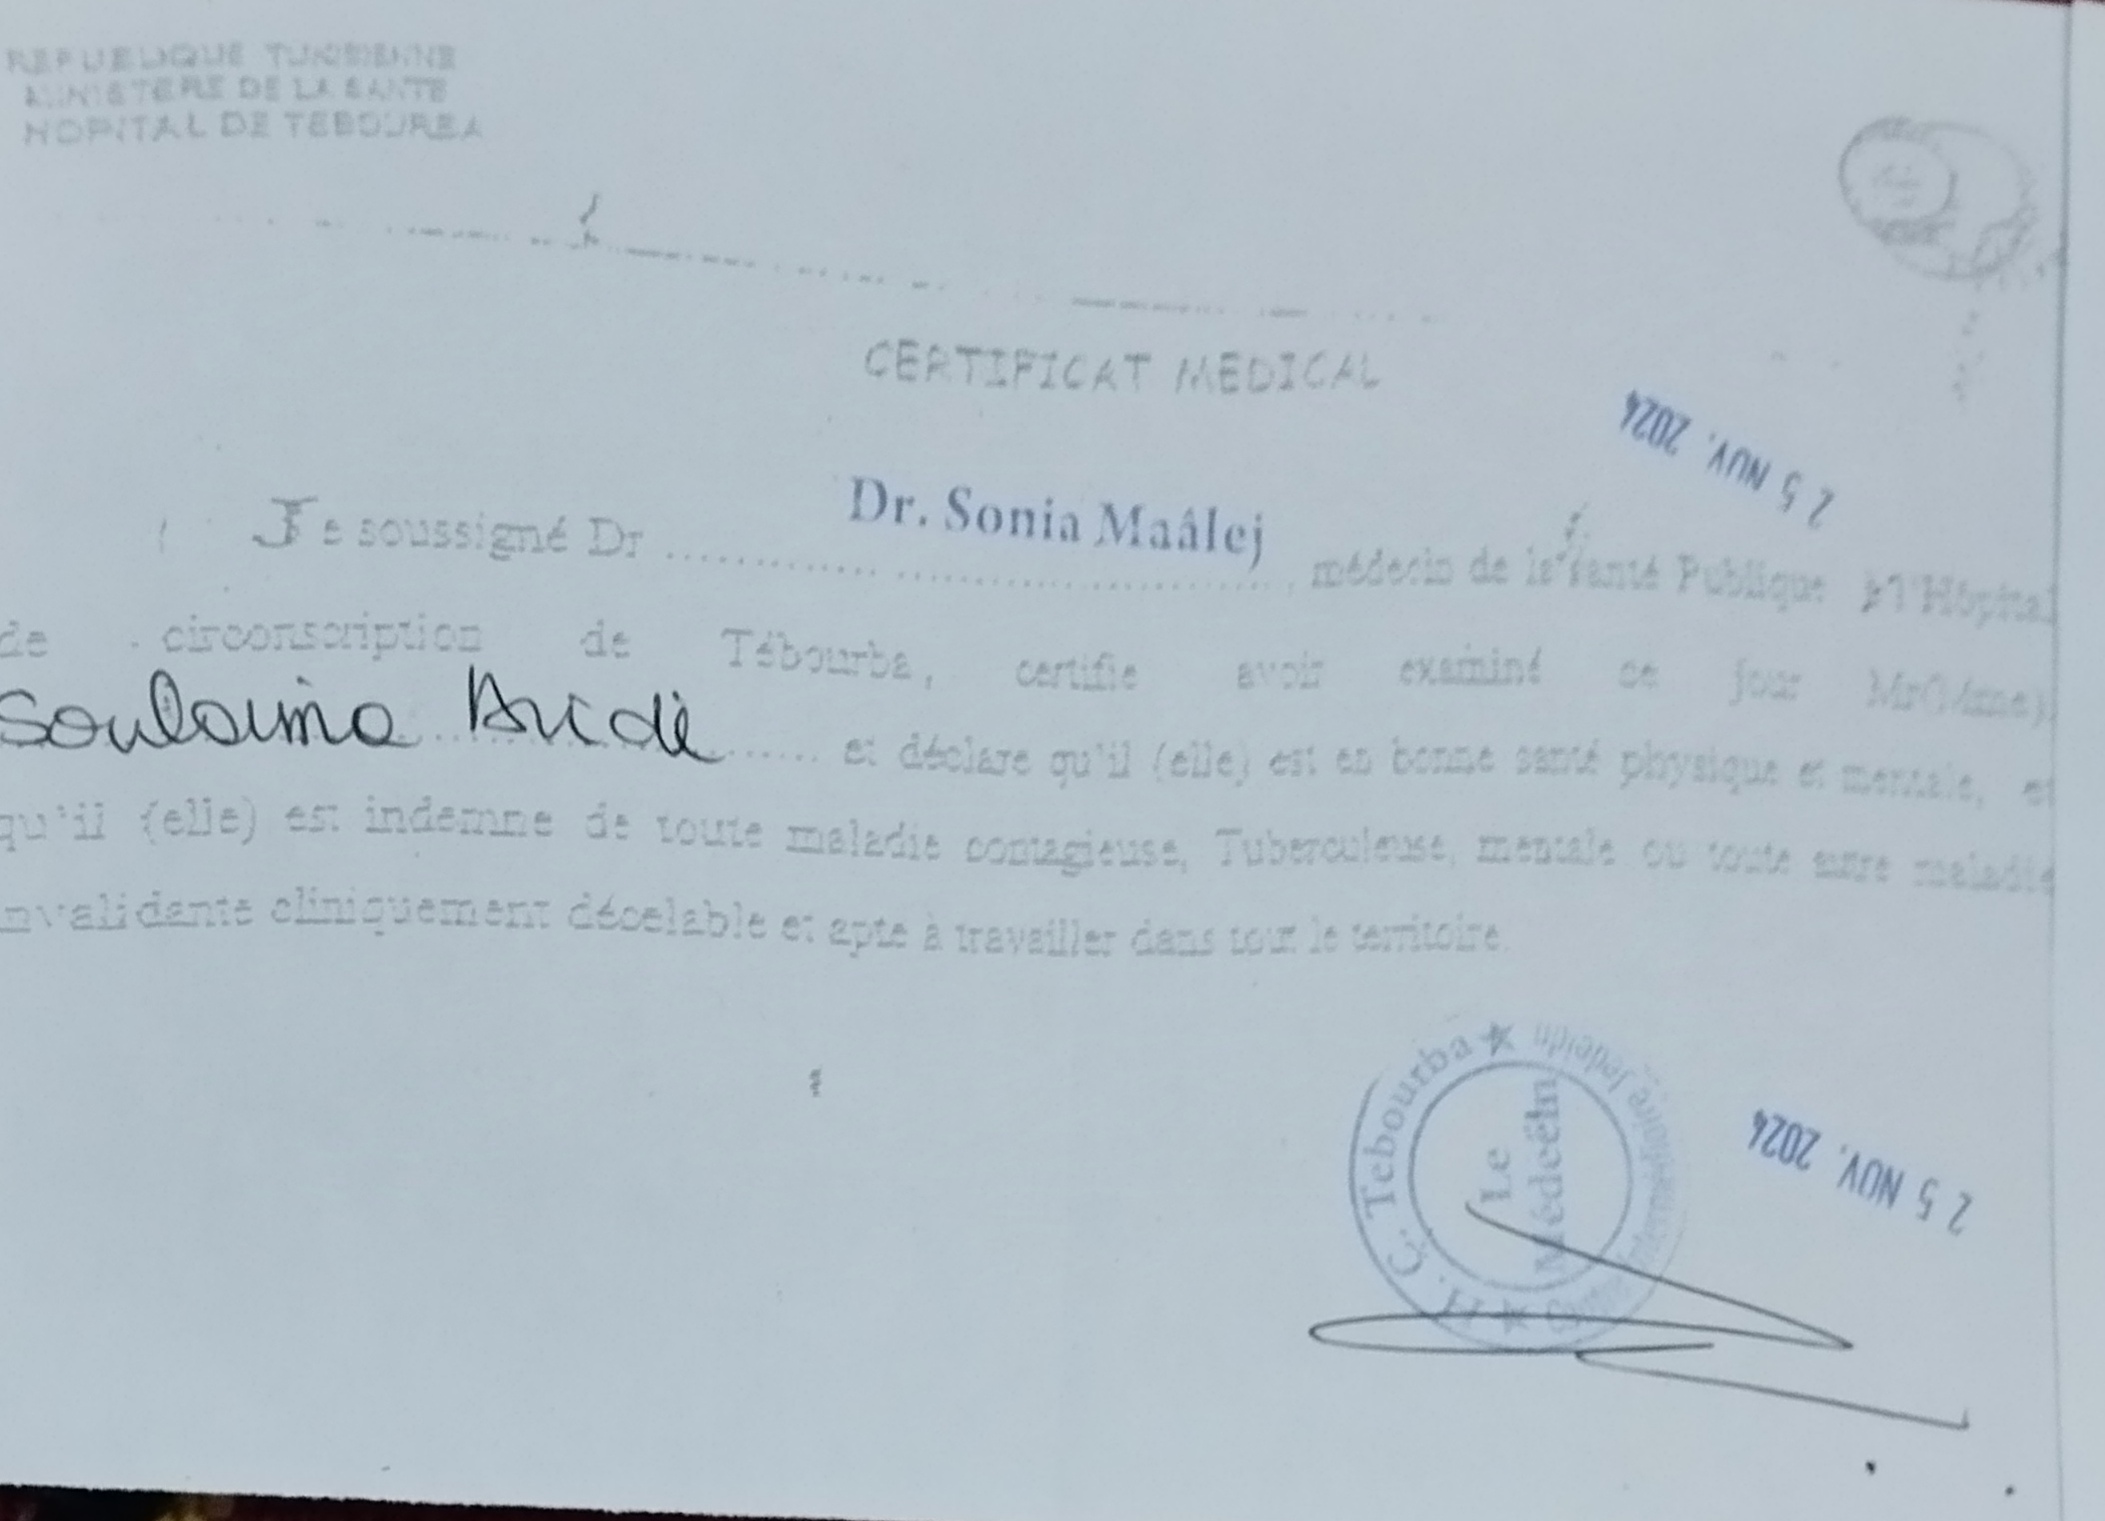 REPUBLIQUE TUNISIENNE
MINISTERE DE LA SANTE
HOPITAL DE TEBOURBA
CERTIFICAT MEDICAL
25 NOV. 2024
Je soussigné Dr .......... Dr. Sonia Maâlej .......... médecin de la santé Publique à l'Hôpital
de circonscription de Tébourba, certifie avoir examiné ce jour Mr(Mme)
Soulaima Aridi ...... et déclare qu'il (elle) est en bonne santé physique et mentale, et
qu'il (elle) est indemne de toute maladie contagieuse, Tuberculeuse, mentale ou toute autre maladie
invalidante cliniquement décelable et apte à travailler dans tout le territoire.
H. C. Tebourba ★ Intermédiaire Jedeida ★
Le
Médecin
25 NOV. 2024